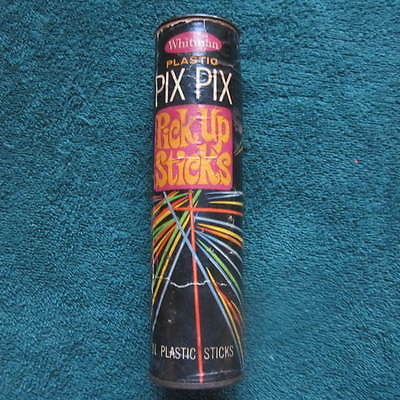 Whitman
PLASTIC
PIX PIX
Pick Up
Sticks
PLASTIC STICKS